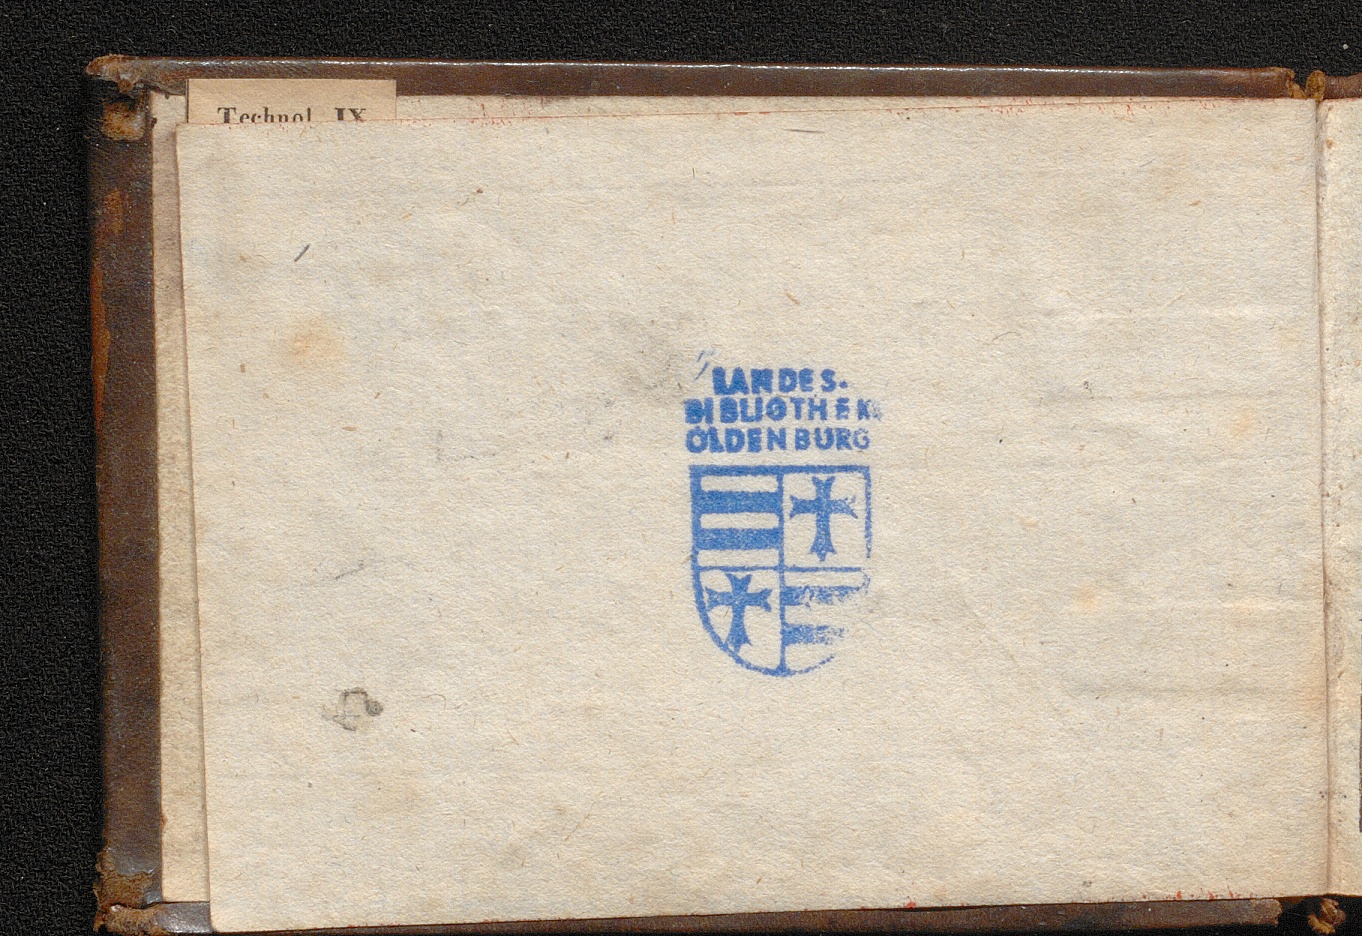 Technol. IX
LANDES-
BIBLIOTHEK
OLDENBURG